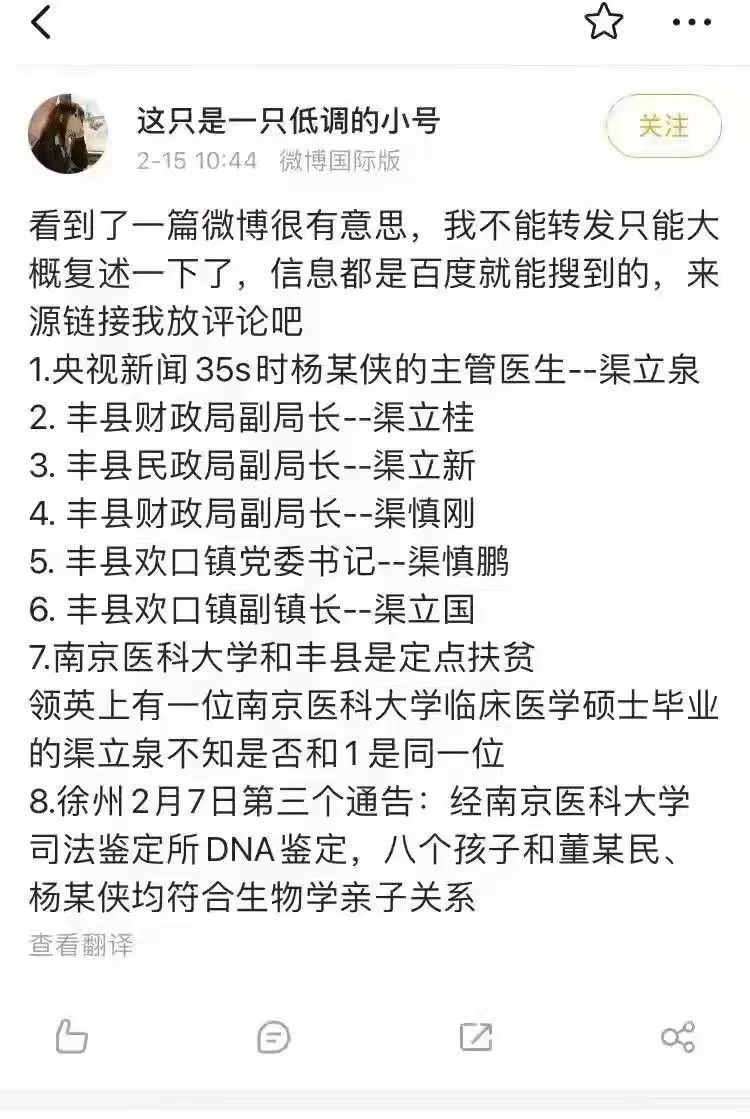 这只是一只低调的小号
关注
2-15 10:44 微博国际版
看到了一篇微博很有意思，我不能转发只能大
概复述一下了，信息都是百度就能搜到的，来
源链接我放评论吧
1.央视新闻35s时杨某侠的主管医生--渠立泉
2. 丰县财政局副局长--渠立桂
3. 丰县民政局副局长--渠立新
4. 丰县财政局副局长--渠慎刚
5. 丰县欢口镇党委书记--渠慎鹏
6. 丰县欢口镇副镇长--渠立国
7.南京医科大学和丰县是定点扶贫
领英上有一位南京医科大学临床医学硕士毕业
的渠立泉不知是否和1是同一位
8.徐州2月7日第三个通告：经南京医科大学
司法鉴定所DNA鉴定，八个孩子和董某民、
杨某侠均符合生物学亲子关系
查看翻译